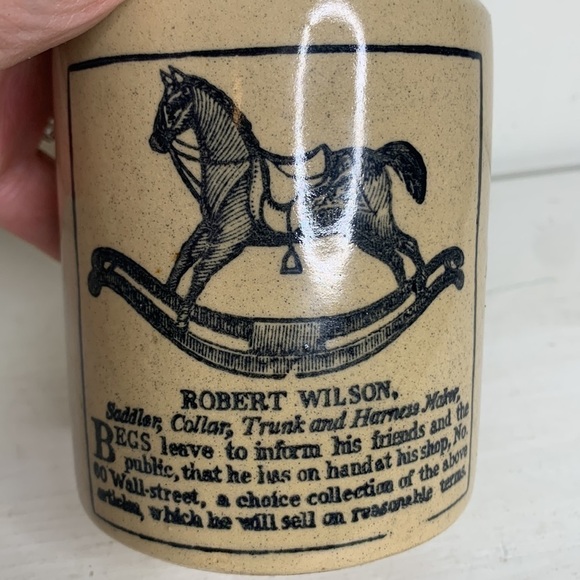 ROBERT WILSON,
Saddler, Collar, Trunk and Harness Maker,
BEGS leave to inform his friends and the
public, that he has on hand at his shop, No.
60 Wall-street, a choice collection of the above
articles, which he will sell on reasonable terms.